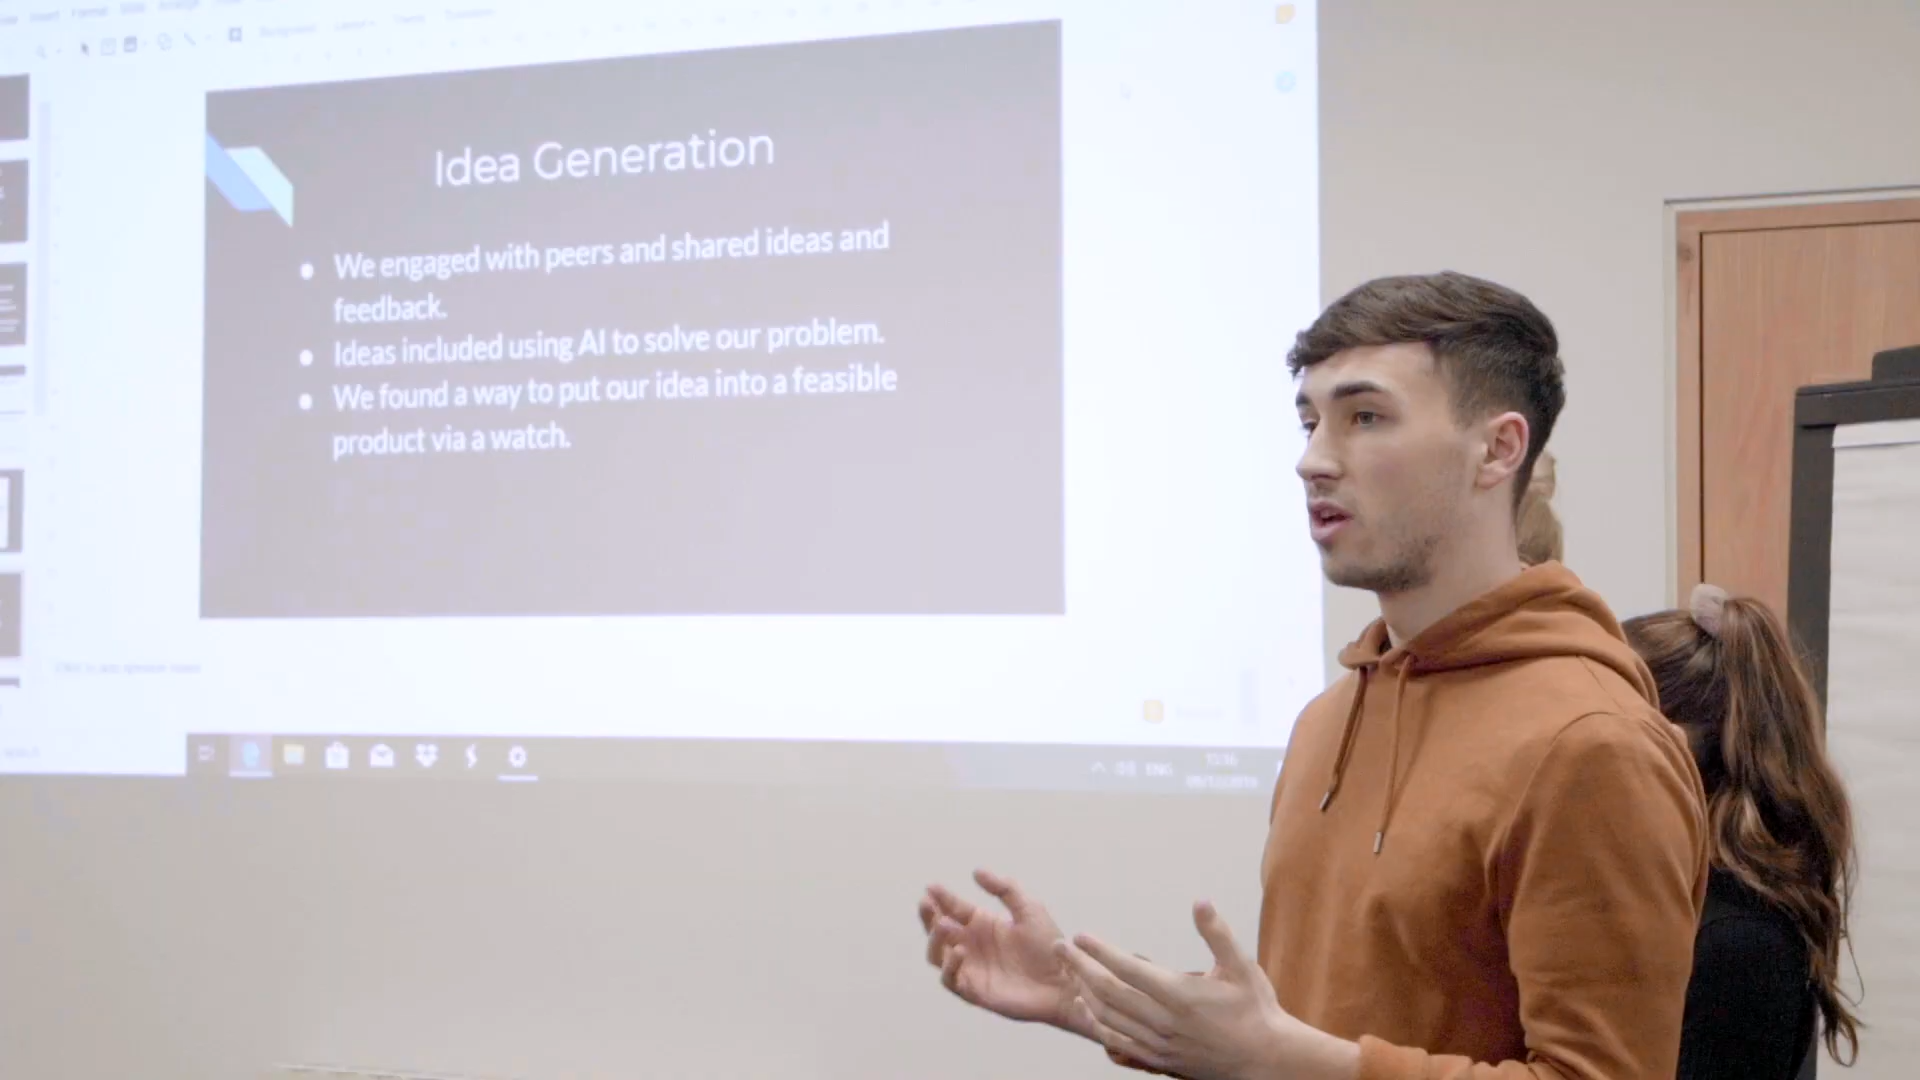 Idea Generation
We engaged with peers and shared ideas and
feedback.
Ideas included using AI to solve our problem.
We found a way to put our idea into a feasible
product via a watch.
ENG